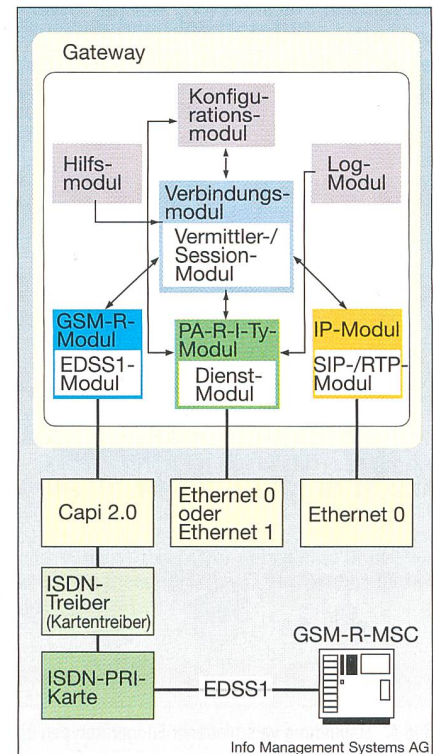 Gateway
Konfigu-
rations-
modul
Hilfs-
modul
Log-
Modul
Verbindungs-
modul
Vermittler-/
Session-
Modul
GSM-R-
Modul
EDSS1-
Modul
PA-R-I-Ty-
Modul
Dienst-
Modul
IP-Modul
SIP-/RTP-
Modul
Capi 2.0
Ethernet 0
oder
Ethernet 1
Ethernet 0
ISDN-
Treiber
(Kartentreiber)
GSM-R-MSC
ISDN-PRI-
Karte
EDSS1
Info Management Systems AG